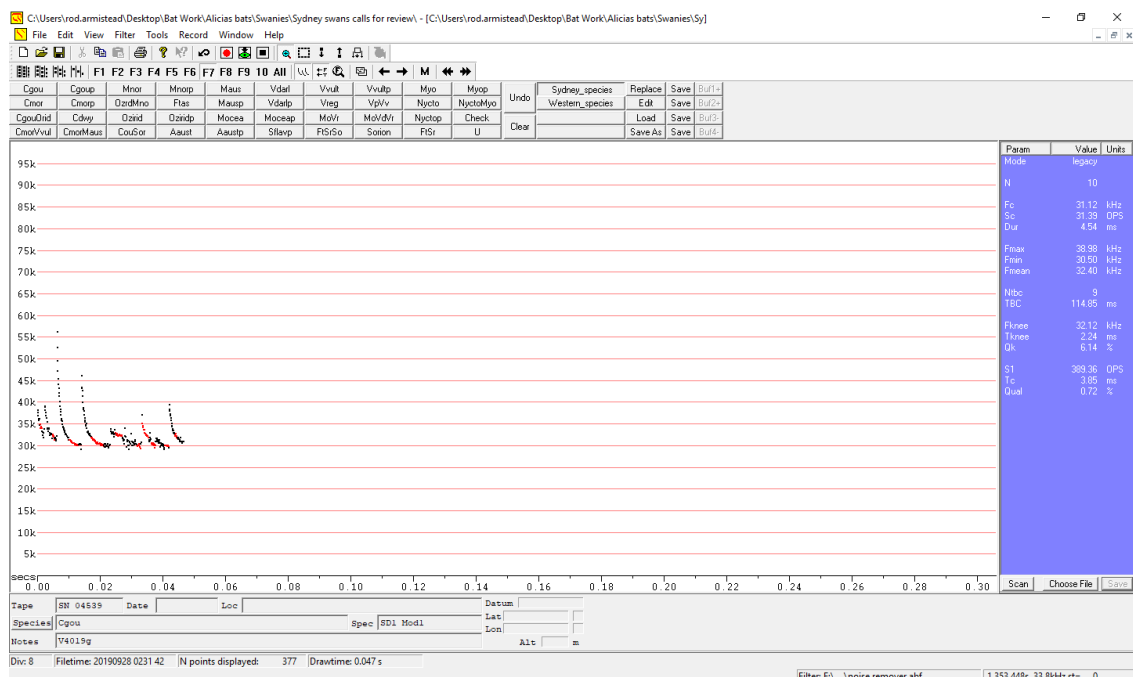 C:\Users\rod.armistead\Desktop\Bat Work\Alicias bats\Swanies\Sydney swans calls for review\ - [C:\Users\rod.armistead\Desktop\Bat Work\Alicias bats\Swanies\Sy]
File Edit View Filter Tools Record Window Help
F1 F2 F3 F4 F5 F6 F7 F8 F9 10 All M
Cgou Cgoup Mnor Mnorp Maus Vdarl Vvult Vvultp Myo Myop Undo Sydney_species Replace Save Buf1+
Cmor Cmorp OzrdMno Ftas Mausp Vdarlp Vreg VpVv Nycto NyctoMyo Western_species Edit Save Buf2+
CgouOrid Cdwy Ozirid Oziridp Mocea Moceap MoVr MoVdVr Nyctop Check Clear Load Save Buf3-
CmorVvul CmorMaus CouSor Aaust Aaustp Sflavp FtSrSo Sorion FtSr U Save As Save Buf4-
Param Value Units
Mode legacy
N 10
Fc 31.12 kHz
Sc 31.39 OPS
Dur 4.54 ms
Fmax 38.98 kHz
Fmin 30.50 kHz
Fmean 32.40 kHz
Ntbc 9
TBC 114.85 ms
Fknee 32.12 kHz
Tknee 2.24 ms
Qk 6.14 %
S1 389.36 OPS
Tc 3.85 ms
Qual 0.72 %
95k
90k
85k
80k
75k
70k
65k
60k
55k
50k
45k
40k
35k
30k
25k
20k
15k
10k
5k
secs
0.00 0.02 0.04 0.06 0.08 0.10 0.12 0.14 0.16 0.18 0.20 0.22 0.24 0.26 0.28 0.30
Scan Choose File Save
Tape SN 04539 Date Loc Datum
Species Cgou Spec SD1 Mod1 Lat
Lon
Notes V4019g Alt m
Div: 8 Filetime: 20190928 0231 42 N points displayed: 377 Drawtime: 0.047 s